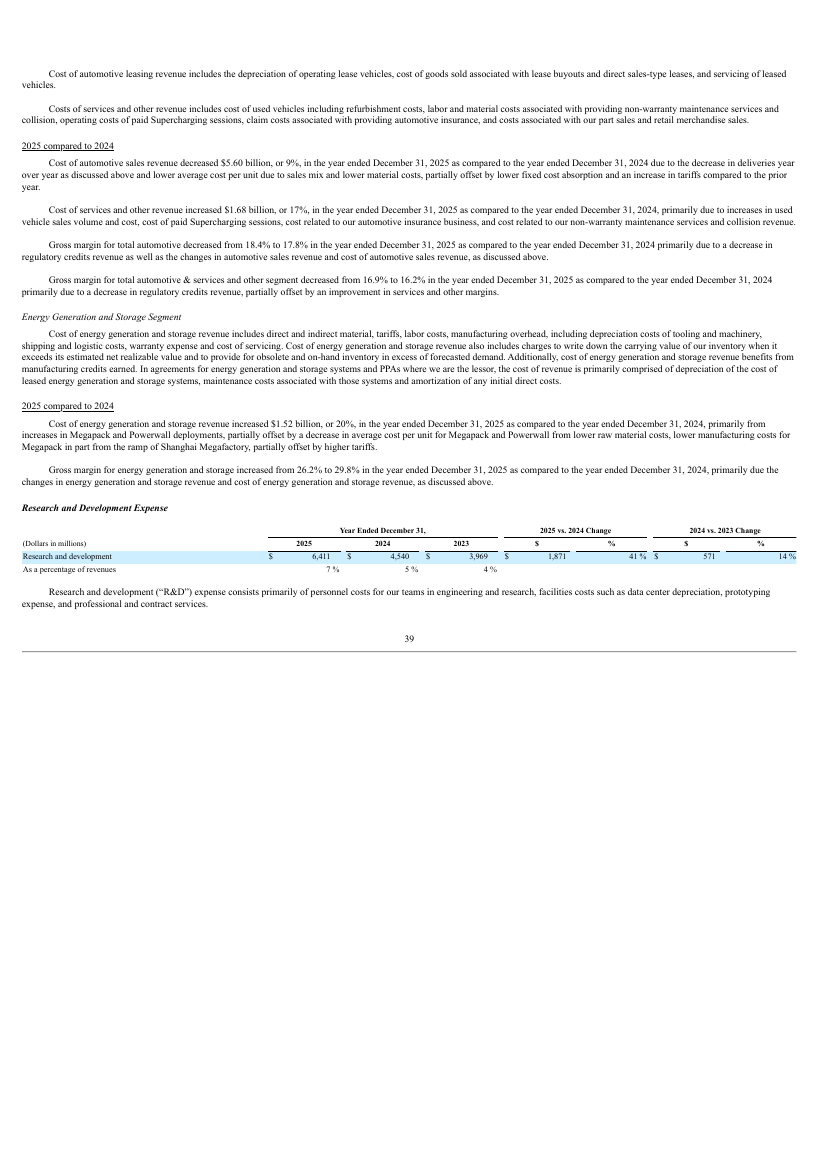 Cost of automotive leasing revenue includes the depreciation of operating lease vehicles, cost of goods sold associated with lease buyouts and direct sales-type leases, and servicing of leased
vehicles.
Costs of services and other revenue includes cost of used vehicles including refurbishment costs, labor and material costs associated with providing non-warranty maintenance services and
collision, operating costs of paid Supercharging sessions, claim costs associated with providing automotive insurance, and costs associated with our part sales and retail merchandise sales.
2025 compared to 2024
Cost of automotive sales revenue decreased $5.60 billion, or 9%, in the year ended December 31, 2025 as compared to the year ended December 31, 2024 due to the decrease in deliveries year
over year as discussed above and lower average cost per unit due to sales mix and lower material costs, partially offset by lower fixed cost absorption and an increase in tariffs compared to the prior
year.
Cost of services and other revenue increased $1.68 billion, or 17%, in the year ended December 31, 2025 as compared to the year ended December 31, 2024, primarily due to increases in used
vehicle sales volume and cost, cost of paid Supercharging sessions, cost related to our automotive insurance business, and cost related to our non-warranty maintenance services and collision revenue.
Gross margin for total automotive decreased from 18.4% to 17.8% in the year ended December 31, 2025 as compared to the year ended December 31, 2024 primarily due to a decrease in
regulatory credits revenue as well as the changes in automotive sales revenue and cost of automotive sales revenue, as discussed above.
Gross margin for total automotive & services and other segment decreased from 16.9% to 16.2% in the year ended December 31, 2025 as compared to the year ended December 31, 2024
primarily due to a decrease in regulatory credits revenue, partially offset by an improvement in services and other margins.
Energy Generation and Storage Segment
Cost of energy generation and storage revenue includes direct and indirect material, tariffs, labor costs, manufacturing overhead, including depreciation costs of tooling and machinery,
shipping and logistic costs, warranty expense and cost of servicing. Cost of energy generation and storage revenue also includes charges to write down the carrying value of our inventory when it
exceeds its estimated net realizable value and to provide for obsolete and on-hand inventory in excess of forecasted demand. Additionally, cost of energy generation and storage revenue benefits from
manufacturing credits earned. In agreements for energy generation and storage systems and PPAs where we are the lessor, the cost of revenue is primarily comprised of depreciation of the cost of
leased energy generation and storage systems, maintenance costs associated with those systems and amortization of any initial direct costs.
2025 compared to 2024
Cost of energy generation and storage revenue increased $1.52 billion, or 20%, in the year ended December 31, 2025 as compared to the year ended December 31, 2024, primarily from
increases in Megapack and Powerwall deployments, partially offset by a decrease in average cost per unit for Megapack and Powerwall from lower raw material costs, lower manufacturing costs for
Megapack in part from the ramp of Shanghai Megafactory, partially offset by higher tariffs.
Gross margin for energy generation and storage increased from 26.2% to 29.8% in the year ended December 31, 2025 as compared to the year ended December 31, 2024, primarily due the
changes in energy generation and storage revenue and cost of energy generation and storage revenue, as discussed above.
Research and Development Expense
Year Ended December 31, 2025 vs. 2024 Change 2024 vs. 2023 Change
(Dollars in millions) 2025 2024 2023 $ % $ %
Research and development $ 6,411 $ 4,540 $ 3,969 $ 1,871 41 % $ 571 14 %
As a percentage of revenues 7 % 5 % 4 %
Research and development (“R&D”) expense consists primarily of personnel costs for our teams in engineering and research, facilities costs such as data center depreciation, prototyping
expense, and professional and contract services.
39